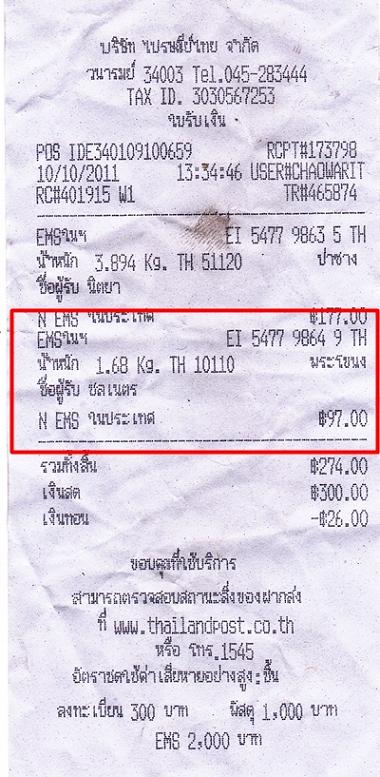 บริษัท ไปรษณีย์ไทย จำกัด
วนารมย์ 34003 Tel.045-283444
TAX ID. 3030567253
ใบรับเงิน
POS IDE340109100659 RCPT#173798
10/10/2011 13:34:46 USER#CHAOWARIT
RC#401915 W1 TR#465874
EMSในฯ EI 5477 9863 5 TH
น้ำหนัก 3.894 Kg. TH 51120 ป่าซาง
ชื่อผู้รับ นิตยา
N EMS ในประเทศ ฿177.00
EMSในฯ EI 5477 9864 9 TH
น้ำหนัก 1.68 Kg. TH 10110 พระโขนง
ชื่อผู้รับ ชลเนตร
N EMS ในประเทศ ฿97.00
รวมทั้งสิ้น ฿274.00
เงินสด ฿300.00
เงินทอน -฿26.00
ขอบคุณที่ใช้บริการ
สามารถตรวจสอบสถานะสิ่งของฝากส่ง
ที่ www.thailandpost.co.th
หรือ โทร.1545
อัตราชดใช้ค่าเสียหายอย่างสูง:ชิ้น
ลงทะเบียน 300 บาท พัสดุ 1,000 บาท
EMS 2,000 บาท